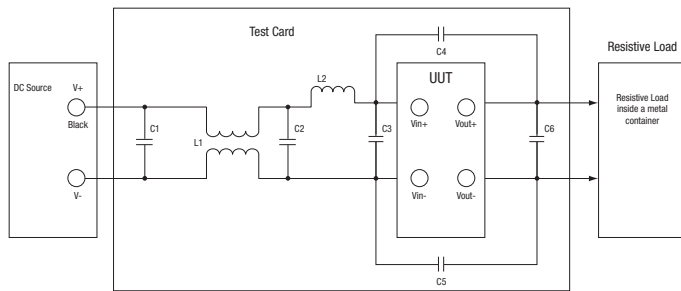 Test Card
C4
Resistive Load
DC Source
V+
L2
UUT
Resistive Load
inside a metal
container
Black
C1
L1
C2
C3
Vin+
Vout+
C6
V-
Vin-
Vout-
C5